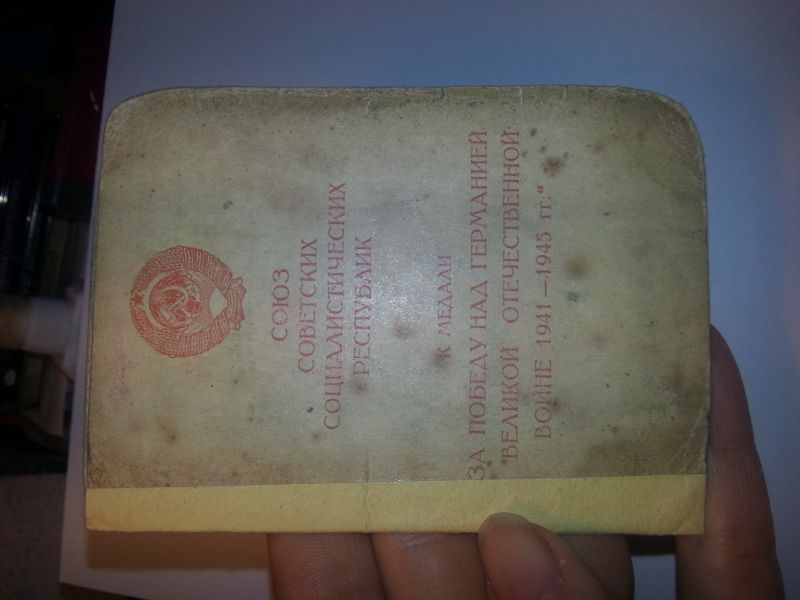 СОЮЗ
СОВЕТСКИХ
СОЦИАЛИСТИЧЕСКИХ
РЕСПУБЛИК
К МЕДАЛИ
ЗА ПОБЕДУ НАД ГЕРМАНИЕЙ
ВЕЛИКОЙ ОТЕЧЕСТВЕННОЙ
ВОЙНЕ 1941—1945 гг.“